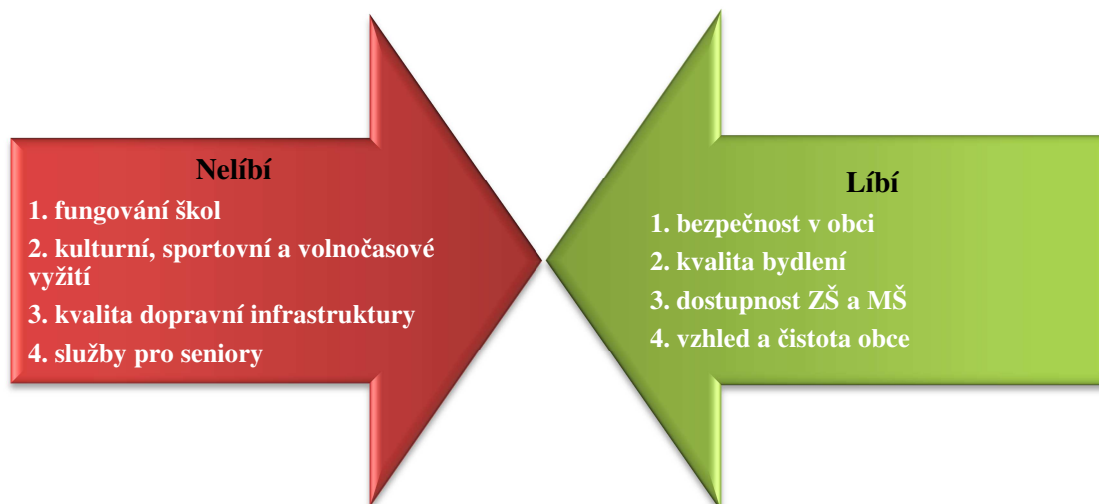 Nelíbí
1. fungování škol
2. kulturní, sportovní a volnočasové
vyžití
3. kvalita dopravní infrastruktury
4. služby pro seniory
Líbí
1. bezpečnost v obci
2. kvalita bydlení
3. dostupnost ZŠ a MŠ
4. vzhled a čistota obce